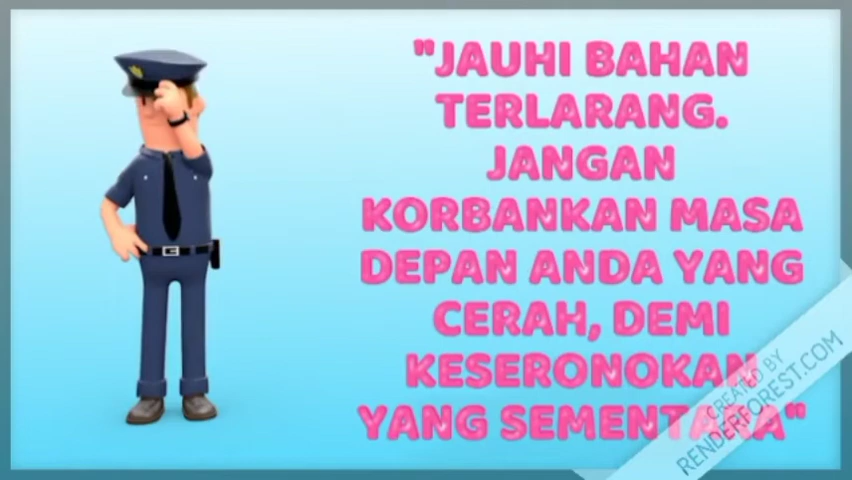 "JAUHI BAHAN
TERLARANG.
JANGAN
KORBANKAN MASA
DEPAN ANDA YANG
CERAH, DEMI
KESERONOKAN
YANG SEMENTARA"
CREATED BY
RENDERFOREST.COM